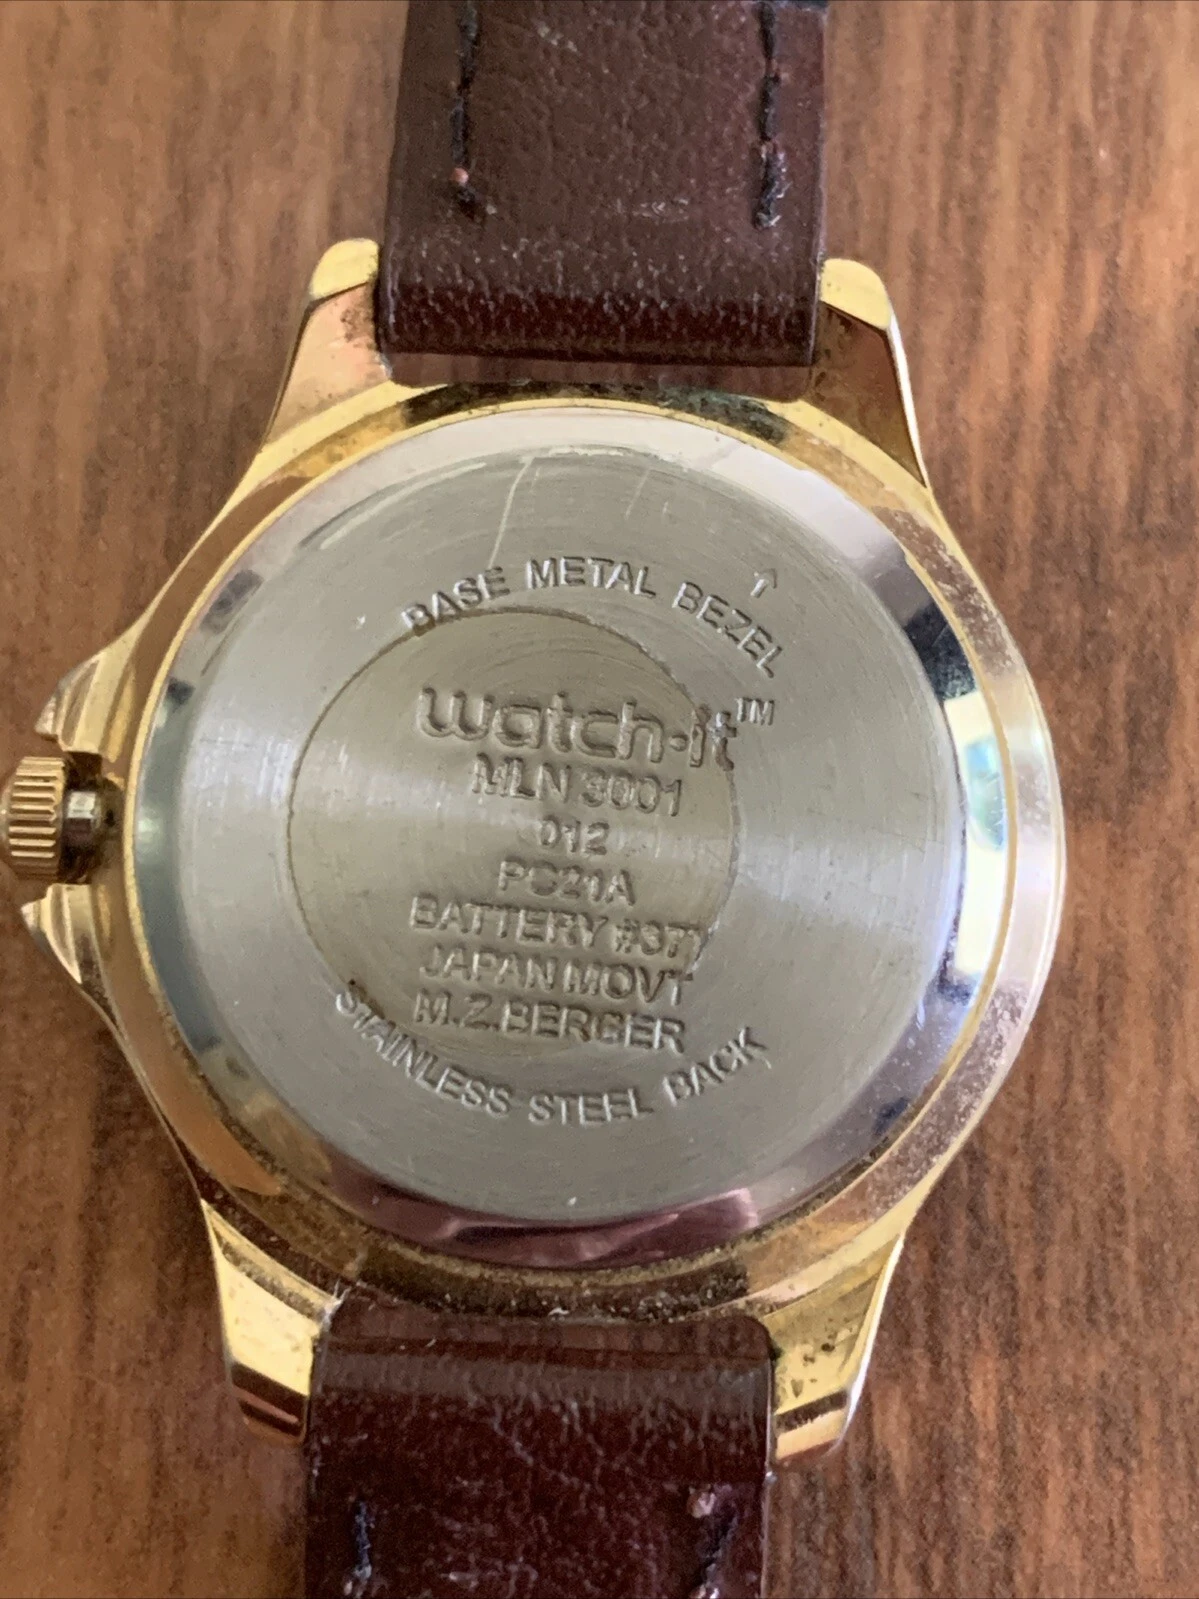 BASE METAL BEZEL
watch-it™
MLN 3001
012
PC21A
BATTERY #377
JAPAN MOVT
M.Z.BERGER
STAINLESS STEEL BACK